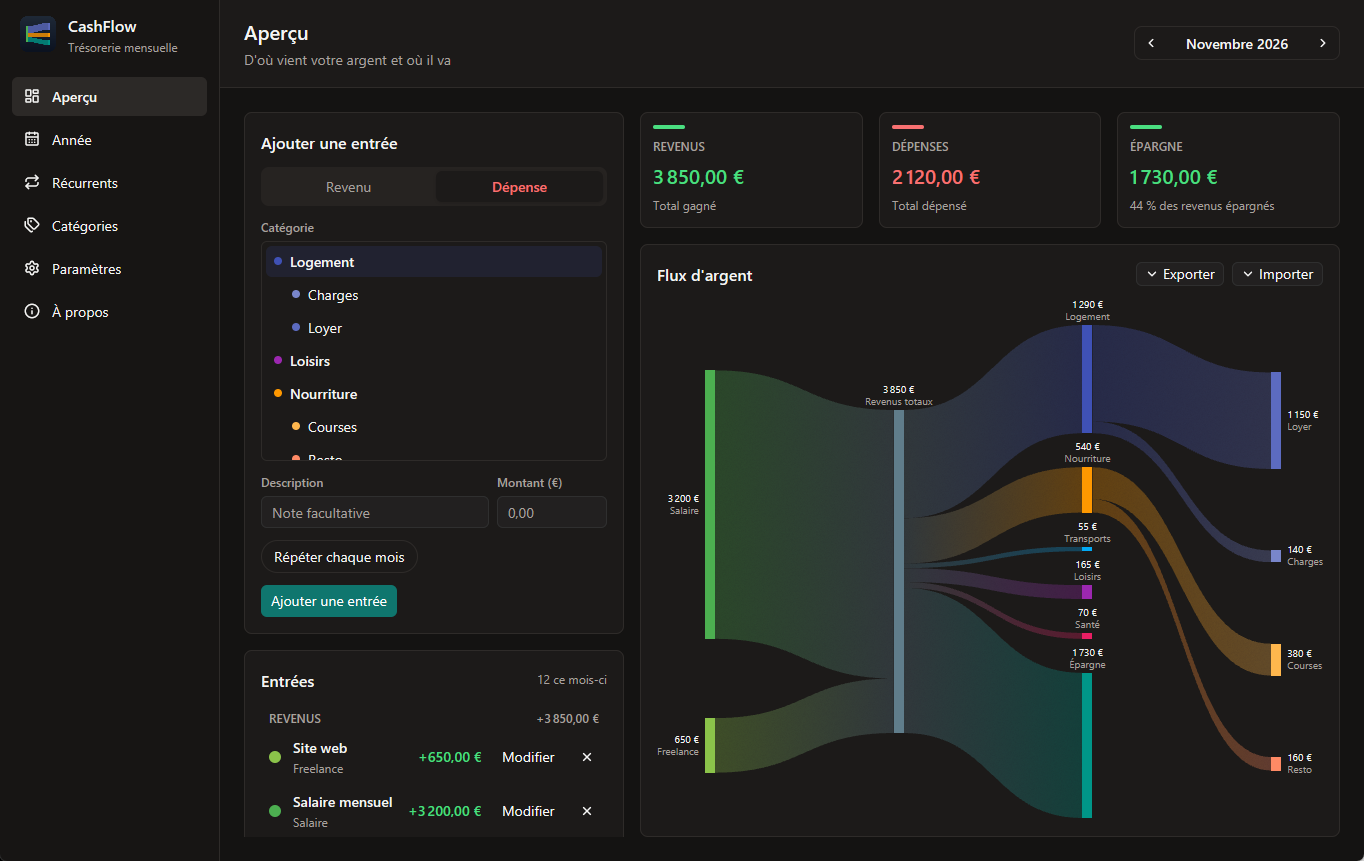 CashFlow
Trésorerie mensuelle
Aperçu
Année
Récurrents
Catégories
Paramètres
À propos
Aperçu
D'où vient votre argent et où il va
Novembre 2026
Ajouter une entrée
Revenu
Dépense
Catégorie
Logement
Charges
Loyer
Loisirs
Nourriture
Courses
Resto
Description
Montant (€)
Note facultative
0,00
Répéter chaque mois
Ajouter une entrée
Entrées
12 ce mois-ci
REVENUS
+3 850,00 €
Site web
Freelance
+650,00 €
Modifier
Salaire mensuel
Salaire
+3 200,00 €
Modifier
REVENUS
3 850,00 €
Total gagné
DÉPENSES
2 120,00 €
Total dépensé
ÉPARGNE
1 730,00 €
44 % des revenus épargnés
Flux d'argent
Exporter
Importer
3 200 €
Salaire
650 €
Freelance
3 850 €
Revenus totaux
1 290 €
Logement
540 €
Nourriture
55 €
Transports
165 €
Loisirs
70 €
Santé
1 730 €
Épargne
1 150 €
Loyer
140 €
Charges
380 €
Courses
160 €
Resto